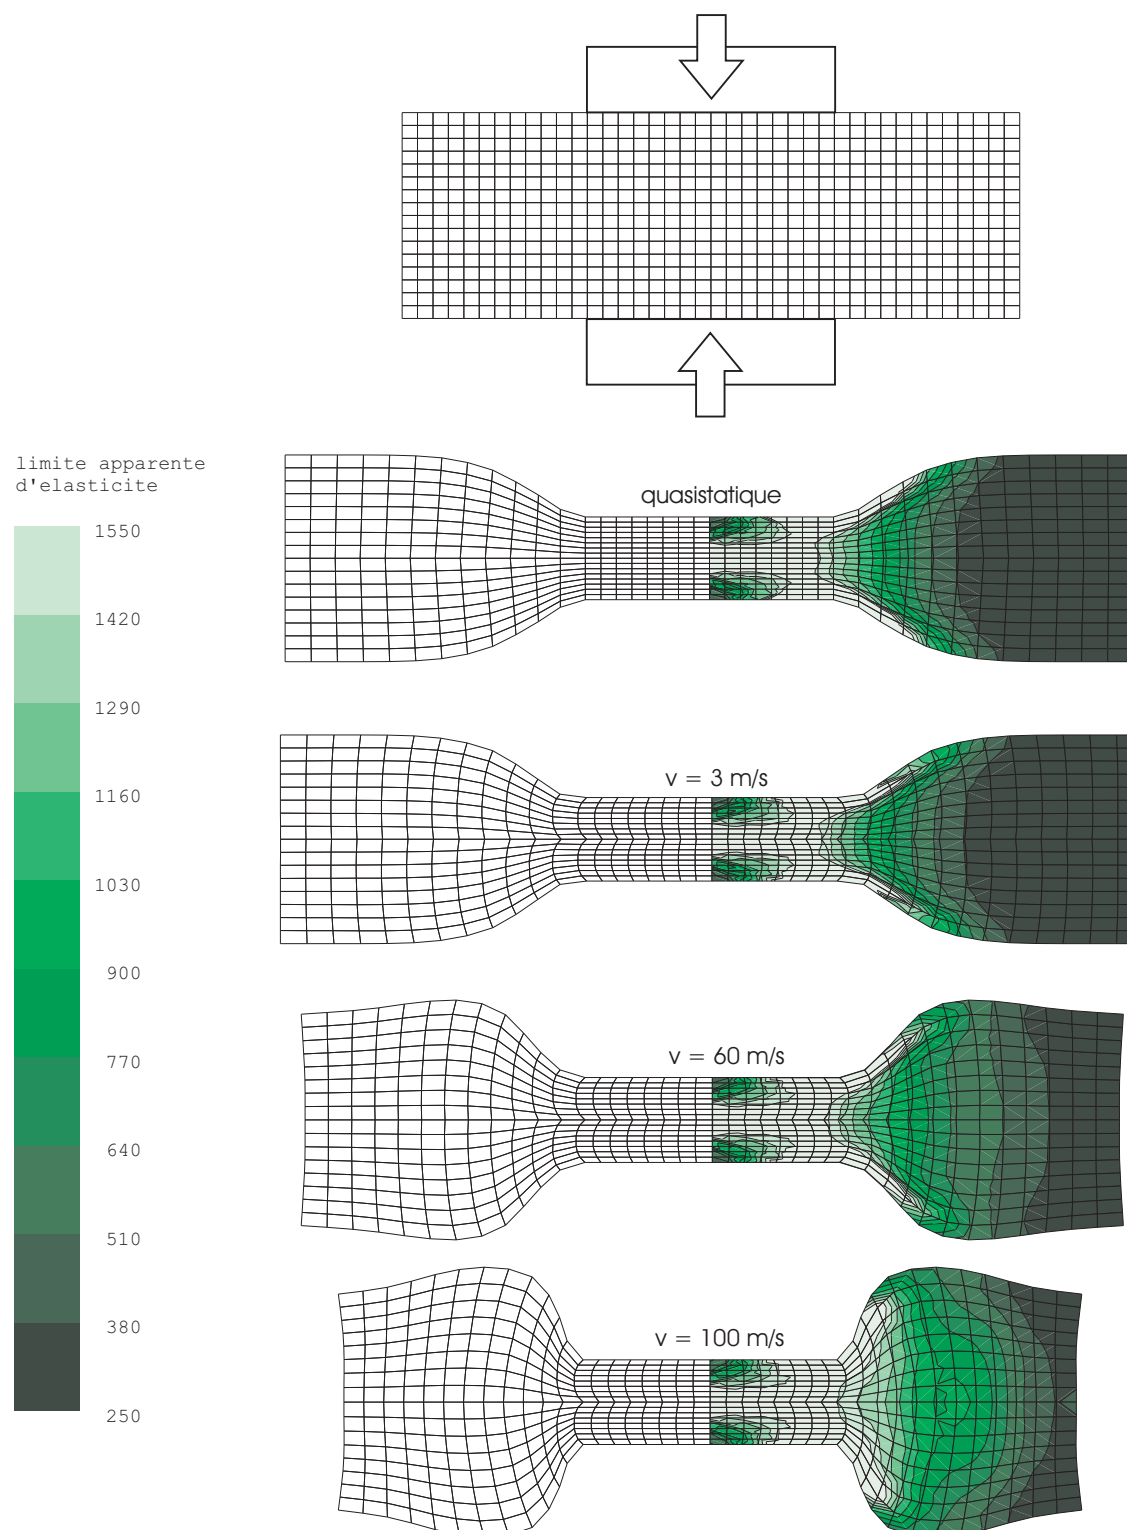 limite apparente
d'elasticite
1550
1420
1290
1160
1030
900
770
640
510
380
250
quasistatique
v = 3 m/s
v = 60 m/s
v = 100 m/s